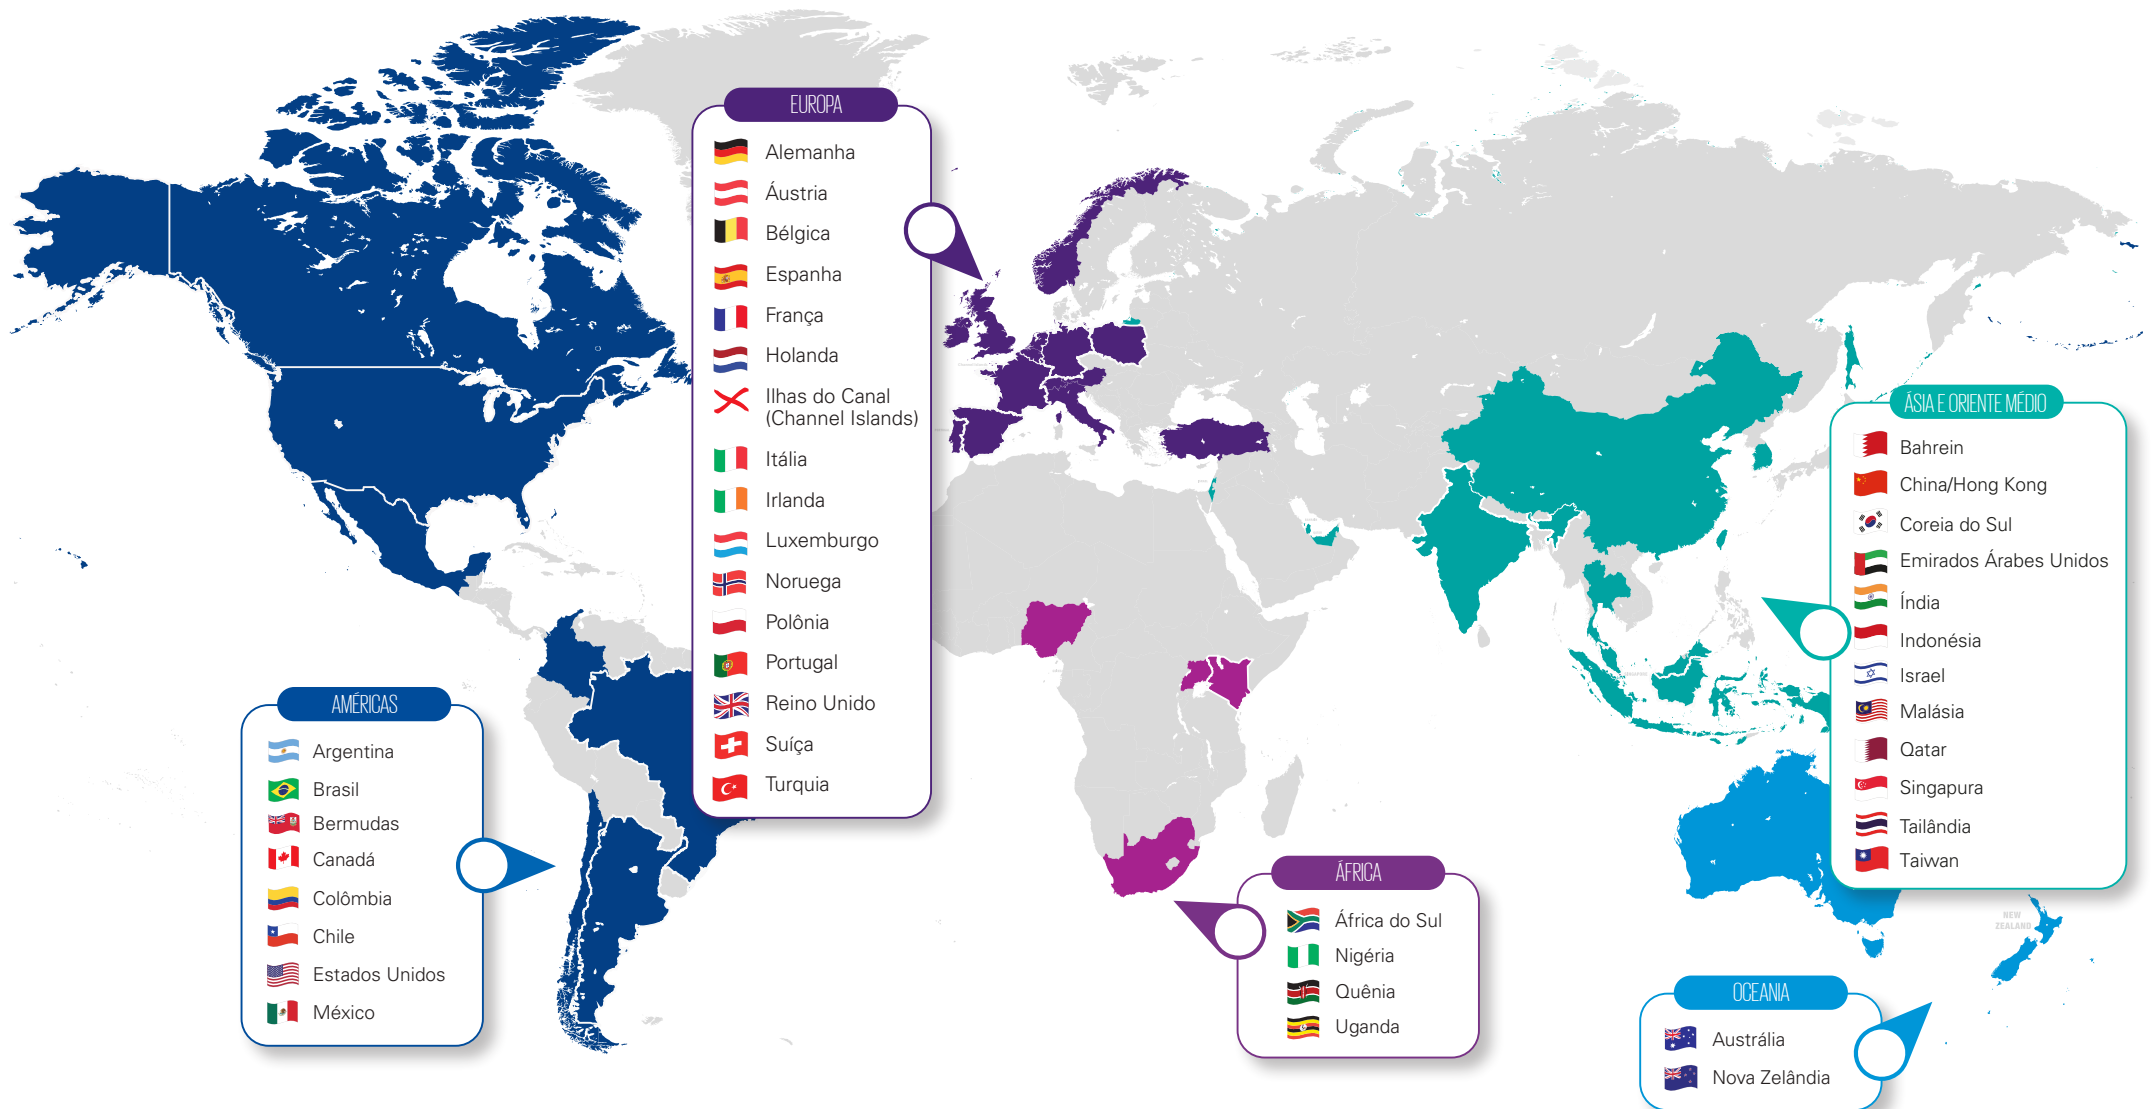 EUROPA
Alemanha
Áustria
Bélgica
Espanha
França
Holanda
Ilhas do Canal
(Channel Islands)
Itália
Irlanda
Luxemburgo
Noruega
Polônia
Portugal
Reino Unido
Suíça
Turquia
ÁSIA E ORIENTE MÉDIO
Bahrein
China/Hong Kong
Coreia do Sul
Emirados Árabes Unidos
Índia
Indonésia
Israel
Malásia
Qatar
Singapura
Tailândia
Taiwan
AMÉRICAS
Argentina
Brasil
Bermudas
Canadá
Colômbia
Chile
Estados Unidos
México
ÁFRICA
África do Sul
Nigéria
Quênia
Uganda
NEW
ZEALAND
OCEANIA
Austrália
Nova Zelândia